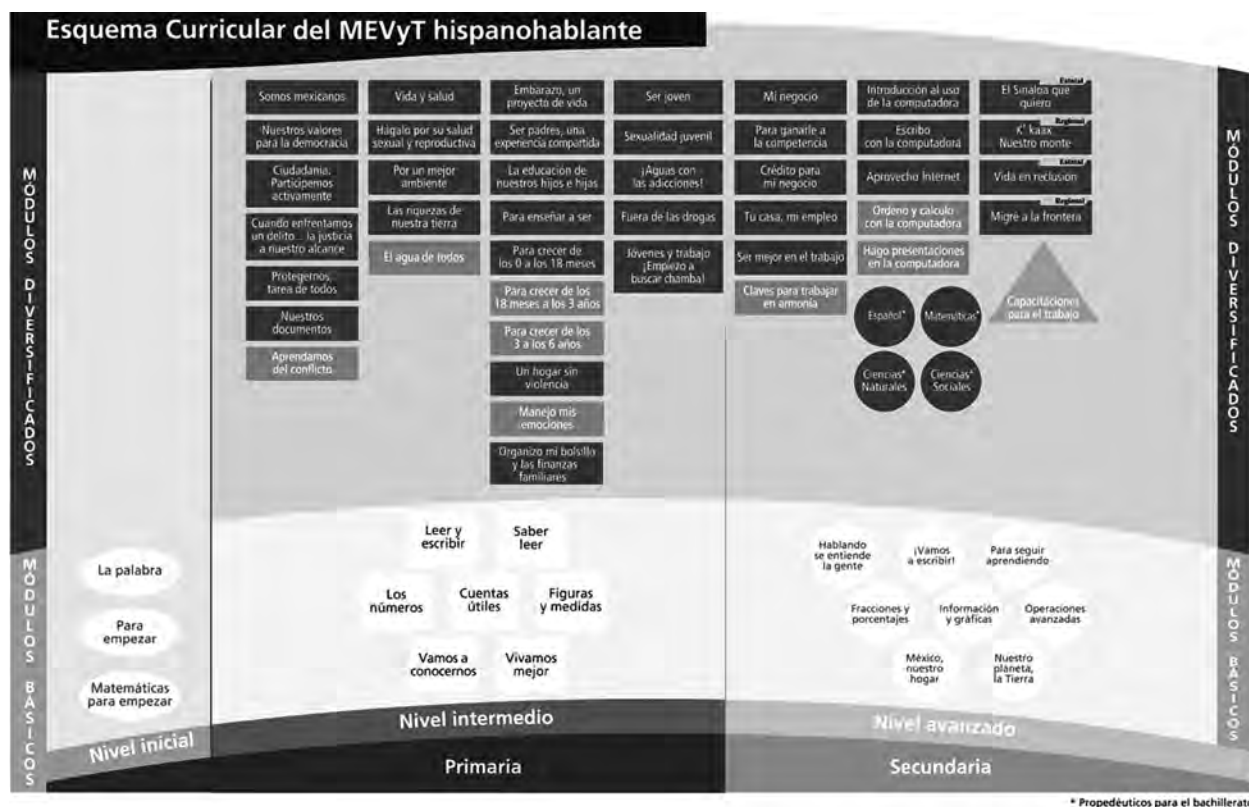 Esquema Curricular del MEVyT hispanohablante
MÓDULOS DIVERSIFICADOS
Somos mexicanos
Nuestros valores
para la democracia
Ciudadanía.
Participemos
activamente
Cuando enfrentamos
un delito... la justicia
a nuestro alcance
Protegernos,
tarea de todos
Nuestros
documentos
Aprendamos
del conflicto
Vida y salud
Hágalo por su salud
sexual y reproductiva
Por un mejor
ambiente
Las riquezas de
nuestra tierra
El agua de todos
Embarazo, un
proyecto de vida
Ser padres, una
experiencia compartida
La educación de
nuestros hijos e hijas
Para enseñar a ser
Para crecer de
los 0 a los 18 meses
Para crecer de los
18 meses a los 3 años
Para crecer de los
3 a los 6 años
Un hogar sin
violencia
Manejo mis
emociones
Organizo mi bolsillo
y las finanzas
familiares
Ser joven
Sexualidad juvenil
¡Aguas con
las adicciones!
Fuera de las drogas
Jóvenes y trabajo
¡Empiezo a
buscar chamba!
Mi negocio
Para ganarle a
la competencia
Crédito para
mi negocio
Tu casa, mi empleo
Ser mejor en el trabajo
Claves para trabajar
en armonía
Introducción al uso
de la computadora
Escribo
con la computadora
Aprovecho Internet
Ordeno y calculo
con la computadora
Hago presentaciones
en la computadora
Español*
Matemáticas*
Ciencias*
Naturales
Ciencias*
Sociales
Estatal
El Sinaloa que
quiero
Regional
K' kaax
Nuestro monte
Estatal
Vida en reclusión
Regional
Migré a la frontera
Capacitaciones
para el trabajo
MÓDULOS DIVERSIFICADOS
MÓDULOS BÁSICOS
La palabra
Para
empezar
Matemáticas
para empezar
Leer y
escribir
Saber
leer
Los
números
Cuentas
útiles
Figuras
y medidas
Vamos a
conocernos
Vivamos
mejor
Hablando
se entiende
la gente
¡Vamos
a escribir!
Para seguir
aprendiendo
Fracciones y
porcentajes
Información
y gráficas
Operaciones
avanzadas
México,
nuestro
hogar
Nuestro
planeta,
la Tierra
MÓDULOS BÁSICOS
Nivel inicial
Nivel intermedio
Nivel avanzado
Primaria
Secundaria
* Propedéuticos para el bachillerato